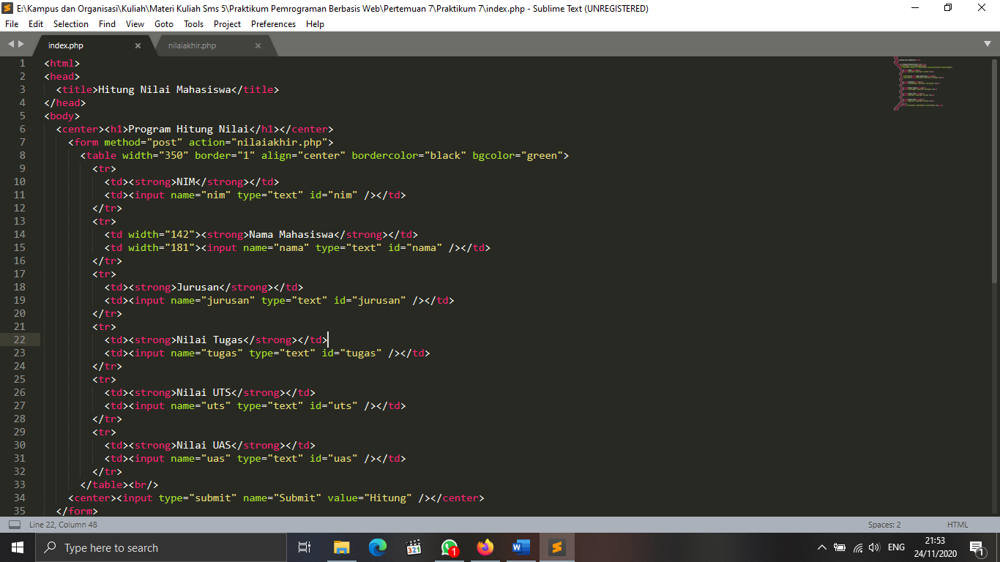 E:\Kampus dan Organisasi\Kuliah\Materi Kuliah Sms 5\Praktikum Pemrograman Berbasis Web\Pertemuan 7\Praktikum 7\index.php - Sublime Text (UNREGISTERED)
File Edit Selection Find View Goto Tools Project Preferences Help
index.php nilaiakhir.php
1 <html>
2 <head>
3 <title>Hitung Nilai Mahasiswa</title>
4 </head>
5 <body>
6 <center><h1>Program Hitung Nilai</h1></center>
7 <form method="post" action="nilaiakhir.php">
8 <table width="350" border="1" align="center" bordercolor="black" bgcolor="green">
9 <tr>
10 <td><strong>NIM</strong></td>
11 <td><input name="nim" type="text" id="nim" /></td>
12 </tr>
13 <tr>
14 <td width="142"><strong>Nama Mahasiswa</strong></td>
15 <td width="181"><input name="nama" type="text" id="nama" /></td>
16 </tr>
17 <tr>
18 <td><strong>Jurusan</strong></td>
19 <td><input name="jurusan" type="text" id="jurusan" /></td>
20 </tr>
21 <tr>
22 <td><strong>Nilai Tugas</strong></td>
23 <td><input name="tugas" type="text" id="tugas" /></td>
24 </tr>
25 <tr>
26 <td><strong>Nilai UTS</strong></td>
27 <td><input name="uts" type="text" id="uts" /></td>
28 </tr>
29 <tr>
30 <td><strong>Nilai UAS</strong></td>
31 <td><input name="uas" type="text" id="uas" /></td>
32 </tr>
33 </table><br/>
34 <center><input type="submit" name="Submit" value="Hitung" /></center>
35 </form>
Line 22, Column 48 Spaces: 2 HTML
Type here to search 321 1 W ENG 21:53 1
24/11/2020